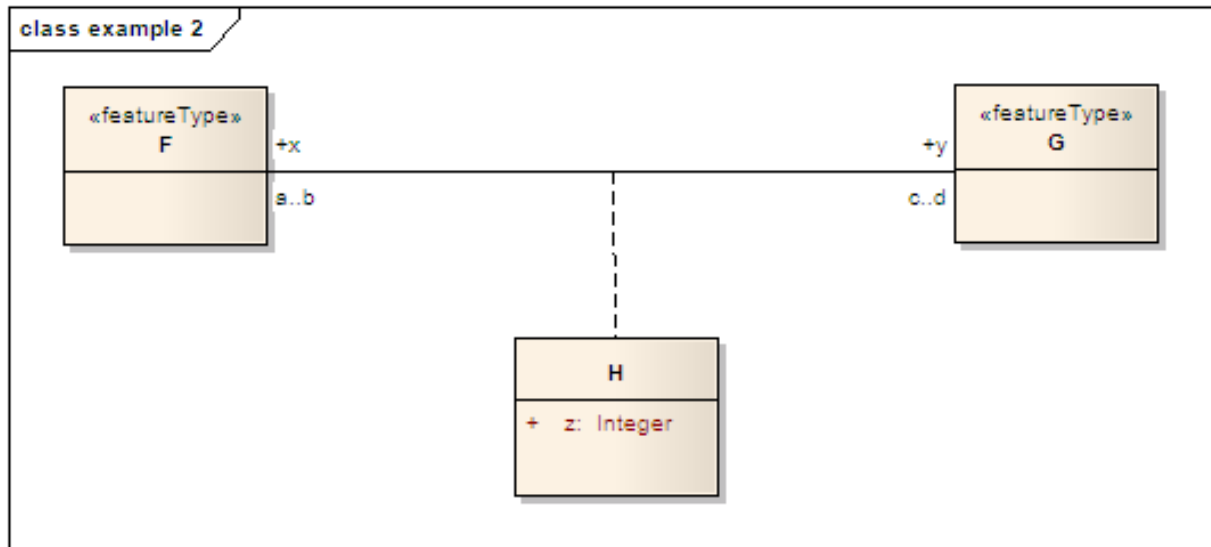 class example 2
«featureType»
F
+x
a..b
+y
c..d
«featureType»
G
H
+ z: Integer